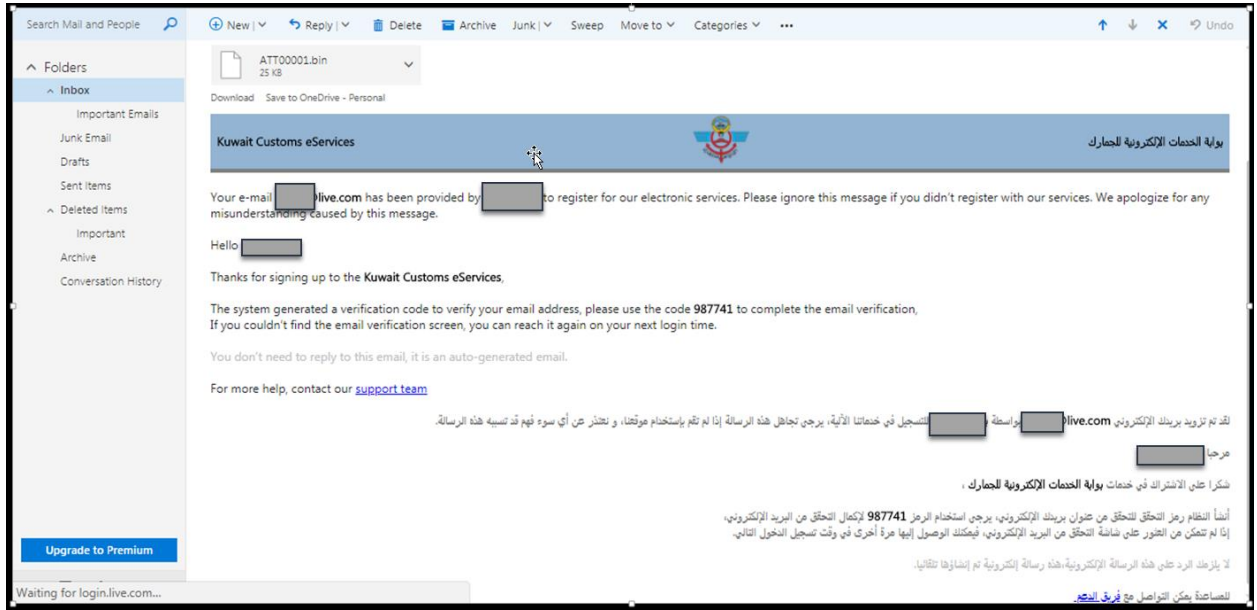 Search Mail and People
New
Reply
Delete
Archive
Junk
Sweep
Move to
Categories
Undo
Folders
Inbox
Important Emails
Junk Email
Drafts
Sent Items
Deleted Items
Important
Archive
Conversation History
Upgrade to Premium
Waiting for login.live.com...
ATT00001.bin
25 KB
Download Save to OneDrive - Personal
Kuwait Customs eServices
بوابة الخدمات الإلكترونية للجمارك
Your e-mail live.com has been provided by to register for our electronic services. Please ignore this message if you didn't register with our services. We apologize for any
misunderstanding caused by this message.
Hello
Thanks for signing up to the Kuwait Customs eServices,
The system generated a verification code to verify your email address, please use the code 987741 to complete the email verification,
If you couldn't find the email verification screen, you can reach it again on your next login time.
You don't need to reply to this email, it is an auto-generated email.
For more help, contact our support team
لقد تم تزويد بريدك الإلكتروني @live.com بواسطة للتسجيل في خدماتنا الآلية، يرجى تجاهل هذه الرسالة إذا لم تقم بإستخدام موقعنا، و نعتذر عن أي سوء فهم قد تسببه هذه الرسالة.
مرحبا
شكرا على الاشتراك في خدمات بوابة الخدمات الإلكترونية للجمارك ،
أنشأ النظام رمز التحقق للتحقق من عنوان بريدك الإلكتروني، يرجى استخدام الرمز 987741 لإكمال التحقق من البريد الإلكتروني،
إذا لم تتمكن من العثور على شاشة التحقق من البريد الإلكتروني، فيمكنك الوصول إليها مرة أخرى في وقت تسجيل الدخول التالي.
لا يلزمك الرد على هذه الرسالة الإلكترونية،هذه رسالة إلكترونية تم إنشاؤها تلقائيا.
للمساعدة يمكن التواصل مع فريق الدعم